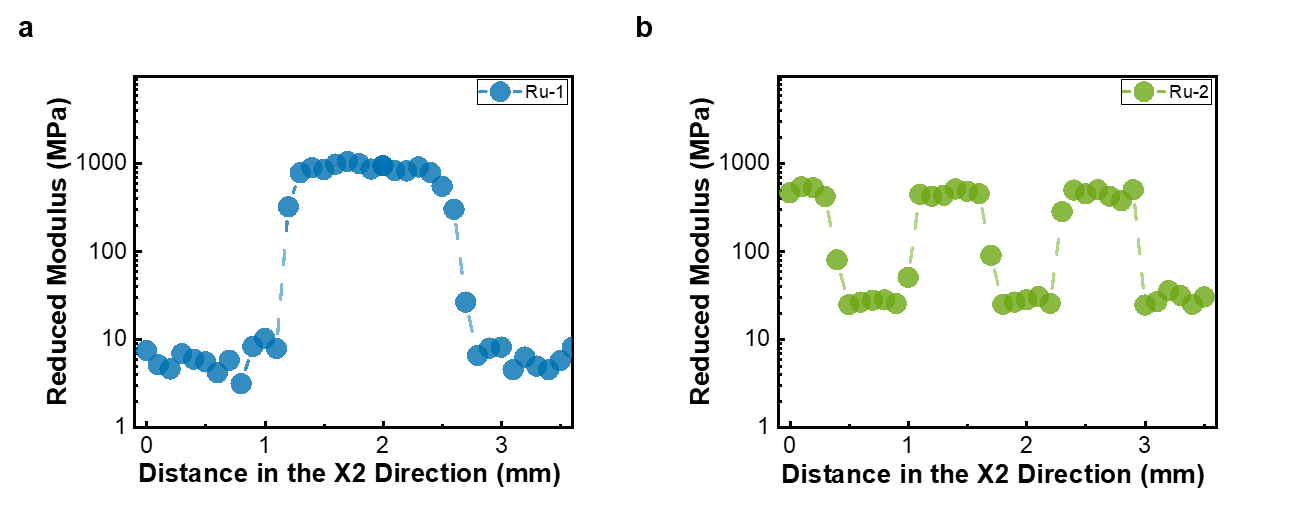 a
b
Ru-1
Ru-2
Reduced Modulus (MPa)
1000
100
10
1
0
1
2
3
Distance in the X2 Direction (mm)
Reduced Modulus (MPa)
1000
100
10
1
0
1
2
3
Distance in the X2 Direction (mm)